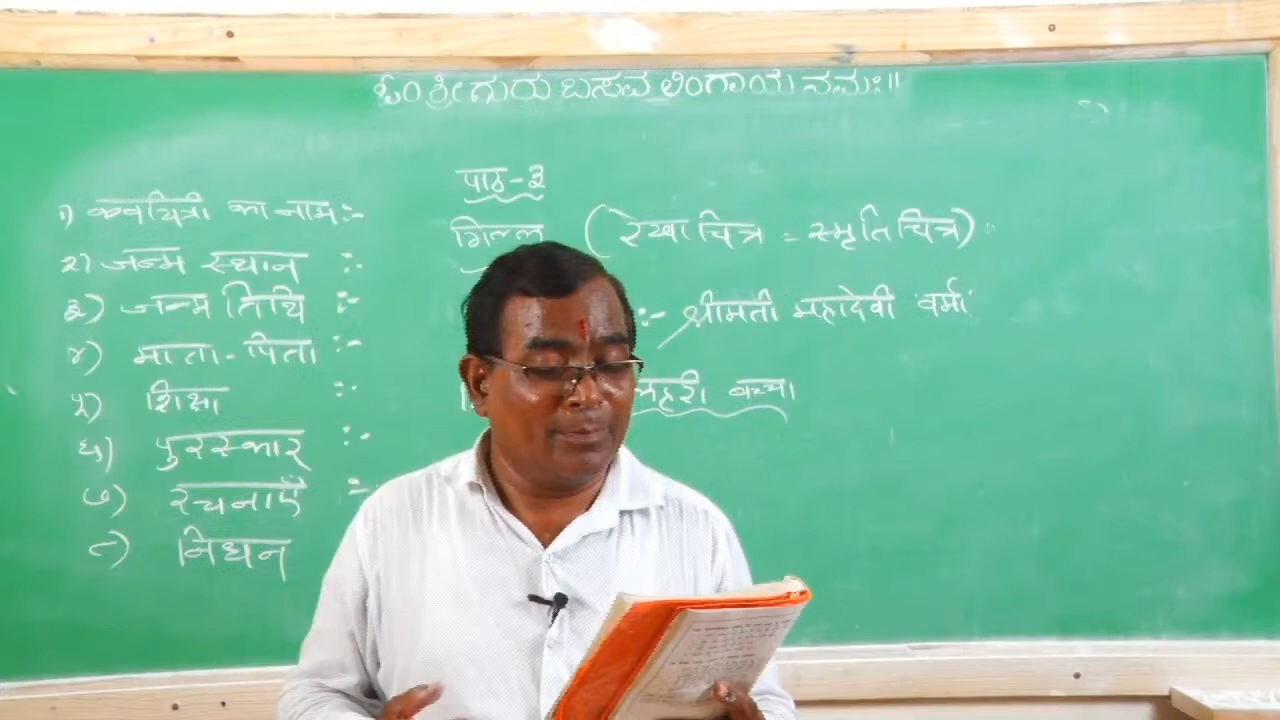 ಓಂ ಶ್ರೀ ಗುರು ಬಸವ ಲಿಂಗಾಯ ನಮಃ॥
पाठ-३
गिल्लू (रेखाचित्र = स्मृतिचित्र)
:- श्रीमती महादेवी वर्मा
बच्चा
१) कवयित्री का नाम:-
२) जन्म स्थान :-
३) जन्म तिथि :-
४) माता-पिता :-
५) शिक्षा :-
६) पुरस्कार :-
७) रचनाएँ :-
८) निधन